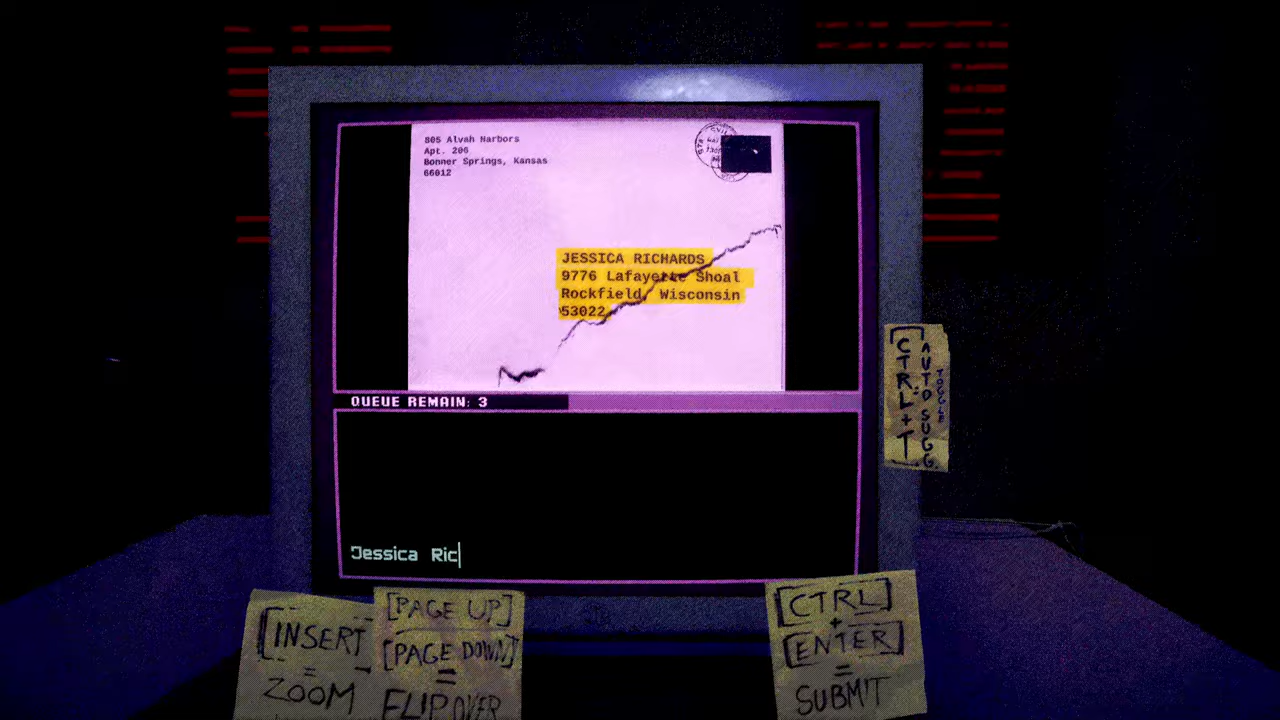 805 Alvah Narbors
Apt. 206
Bonner Springs, Kansas
66012
JESSICA RICHARDS
9776 Lafayette Shoal
Rockfield, Wisconsin
53022
QUEUE REMAIN: 3
Jessica Ric
[CTRL+T]
AUTO SUGG.
TOGGLE
[INSERT]
=
ZOOM
[PAGE UP]
[PAGE DOWN]
=
FLIP OVER
[CTRL]
+
[ENTER]
=
SUBMIT